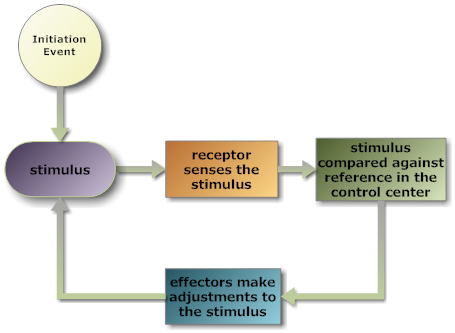 Initiation
Event
stimulus
receptor
senses the
stimulus
stimulus
compared against
reference in the
control center
effectors make
adjustments to
the stimulus